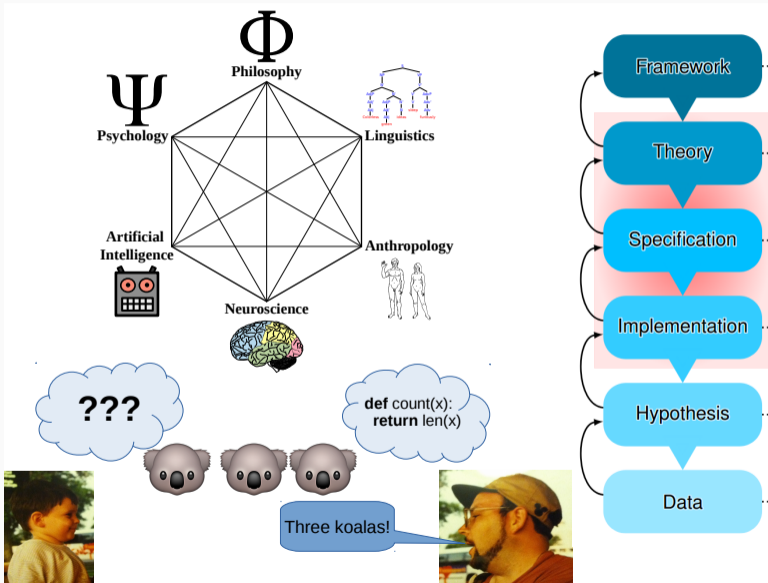 Φ
Philosophy
Ψ
Psychology
Linguistics
Artificial
Intelligence
Anthropology
Neuroscience
???
def count(x):
return len(x)
Three koalas!
Framework
Theory
Specification
Implementation
Hypothesis
Data